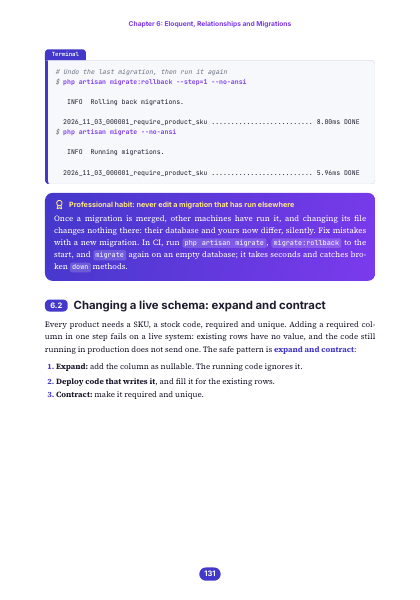 Chapter 6: Eloquent, Relationships and Migrations
Terminal
# Undo the last migration, then run it again
$ php artisan migrate:rollback --step=1 --no-ansi
INFO  Rolling back migrations.
2026_11_03_000001_require_product_sku ......................... 8.00ms DONE
$ php artisan migrate --no-ansi
INFO  Running migrations.
2026_11_03_000001_require_product_sku ......................... 5.96ms DONE
Professional habit: never edit a migration that has run elsewhere
Once a migration is merged, other machines have run it, and changing its file
changes nothing there: their database and yours now differ, silently. Fix mistakes
with a new migration. In CI, run php artisan migrate, migrate:rollback to the
start, and migrate again on an empty database; it takes seconds and catches bro-
ken down methods.
6.2 Changing a live schema: expand and contract
Every product needs a SKU, a stock code, required and unique. Adding a required col-
umn in one step fails on a live system: existing rows have no value, and the code still
running in production does not send one. The safe pattern is expand and contract:
1. Expand: add the column as nullable. The running code ignores it.
2. Deploy code that writes it, and fill it for the existing rows.
3. Contract: make it required and unique.
131